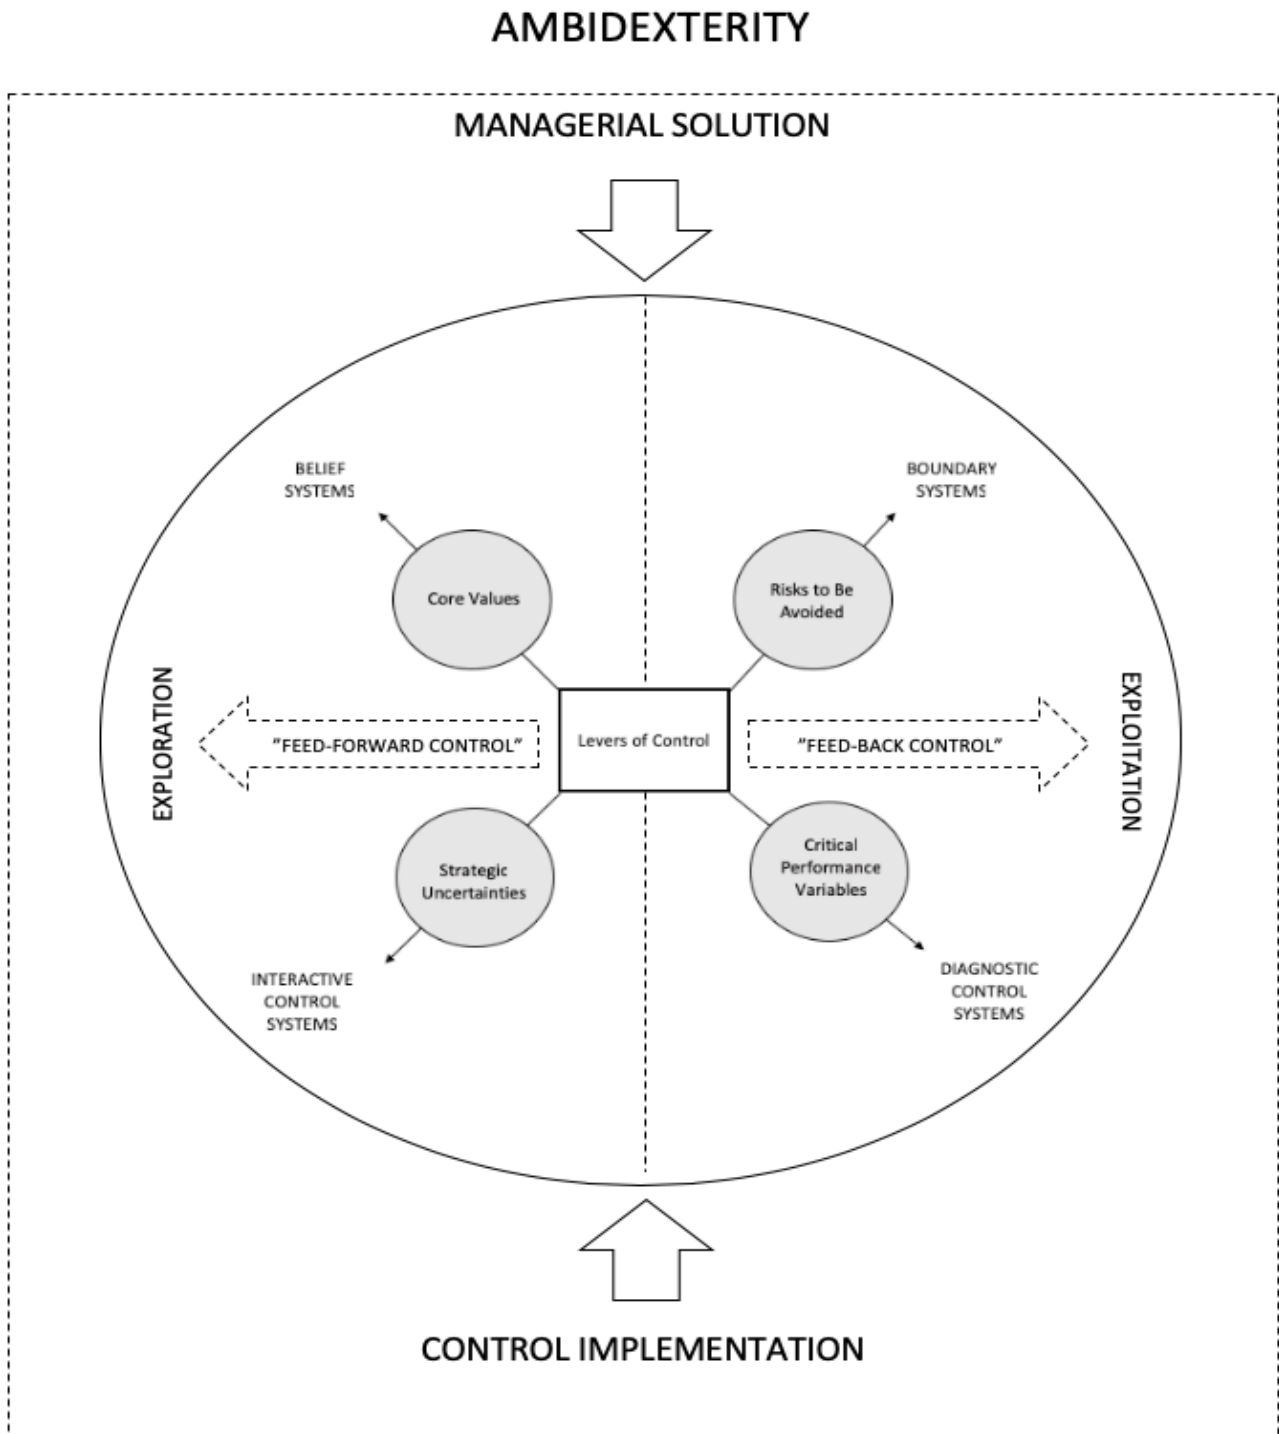 AMBIDEXTERITY
MANAGERIAL SOLUTION
BELIEF
SYSTEMS
BOUNDARY
SYSTEMS
Core Values
Risks to Be
Avoided
EXPLORATION
"FEED-FORWARD CONTROL"
Levers of Control
"FEED-BACK CONTROL"
EXPLOITATION
Strategic
Uncertainties
Critical
Performance
Variables
INTERACTIVE
CONTROL
SYSTEMS
DIAGNOSTIC
CONTROL
SYSTEMS
CONTROL IMPLEMENTATION